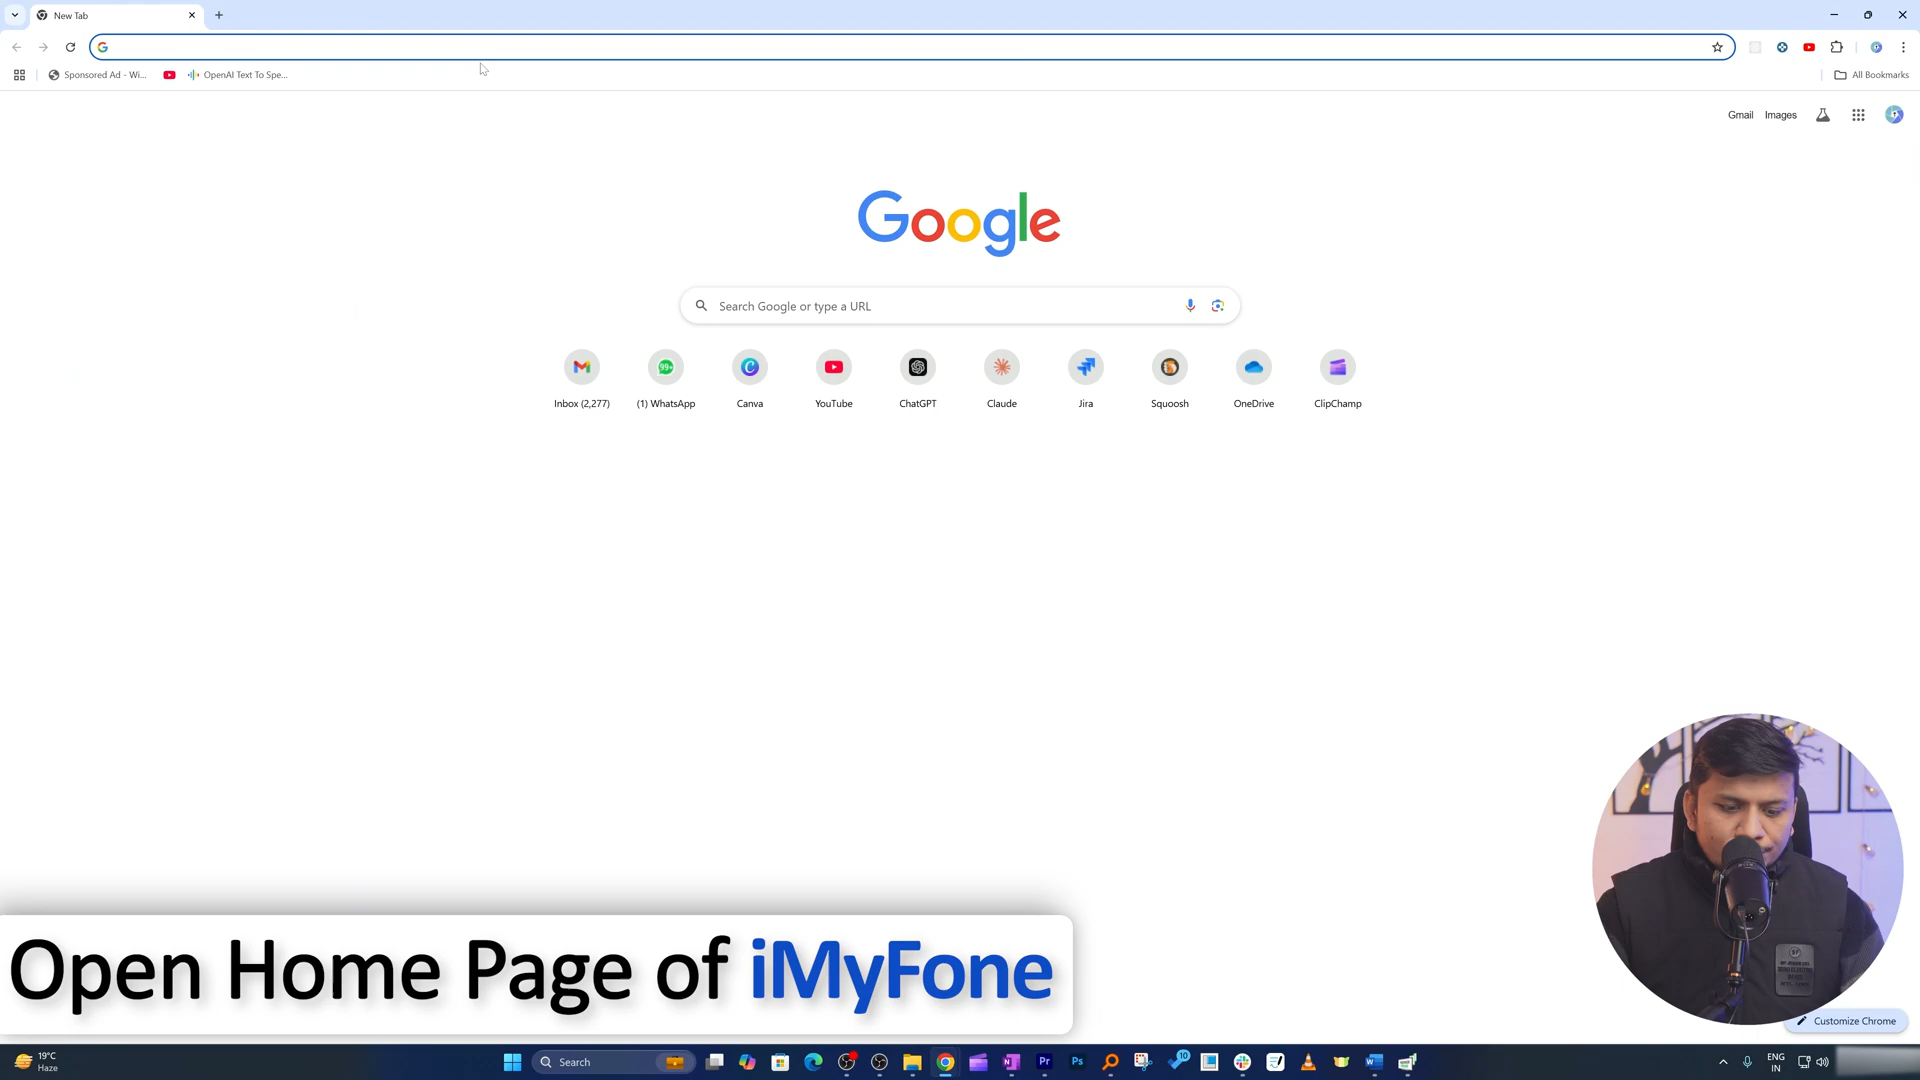 New Tab
Sponsored Ad - Wi...
OpenAI Text To Spe...
All Bookmarks
Gmail
Images
Google
Search Google or type a URL
99+
Inbox (2,277)
(1) WhatsApp
Canva
YouTube
ChatGPT
Claude
Jira
Squoosh
OneDrive
ClipChamp
Open Home Page of iMyFone
Customize Chrome
19°C
Haze
Search
10
ENG
IN